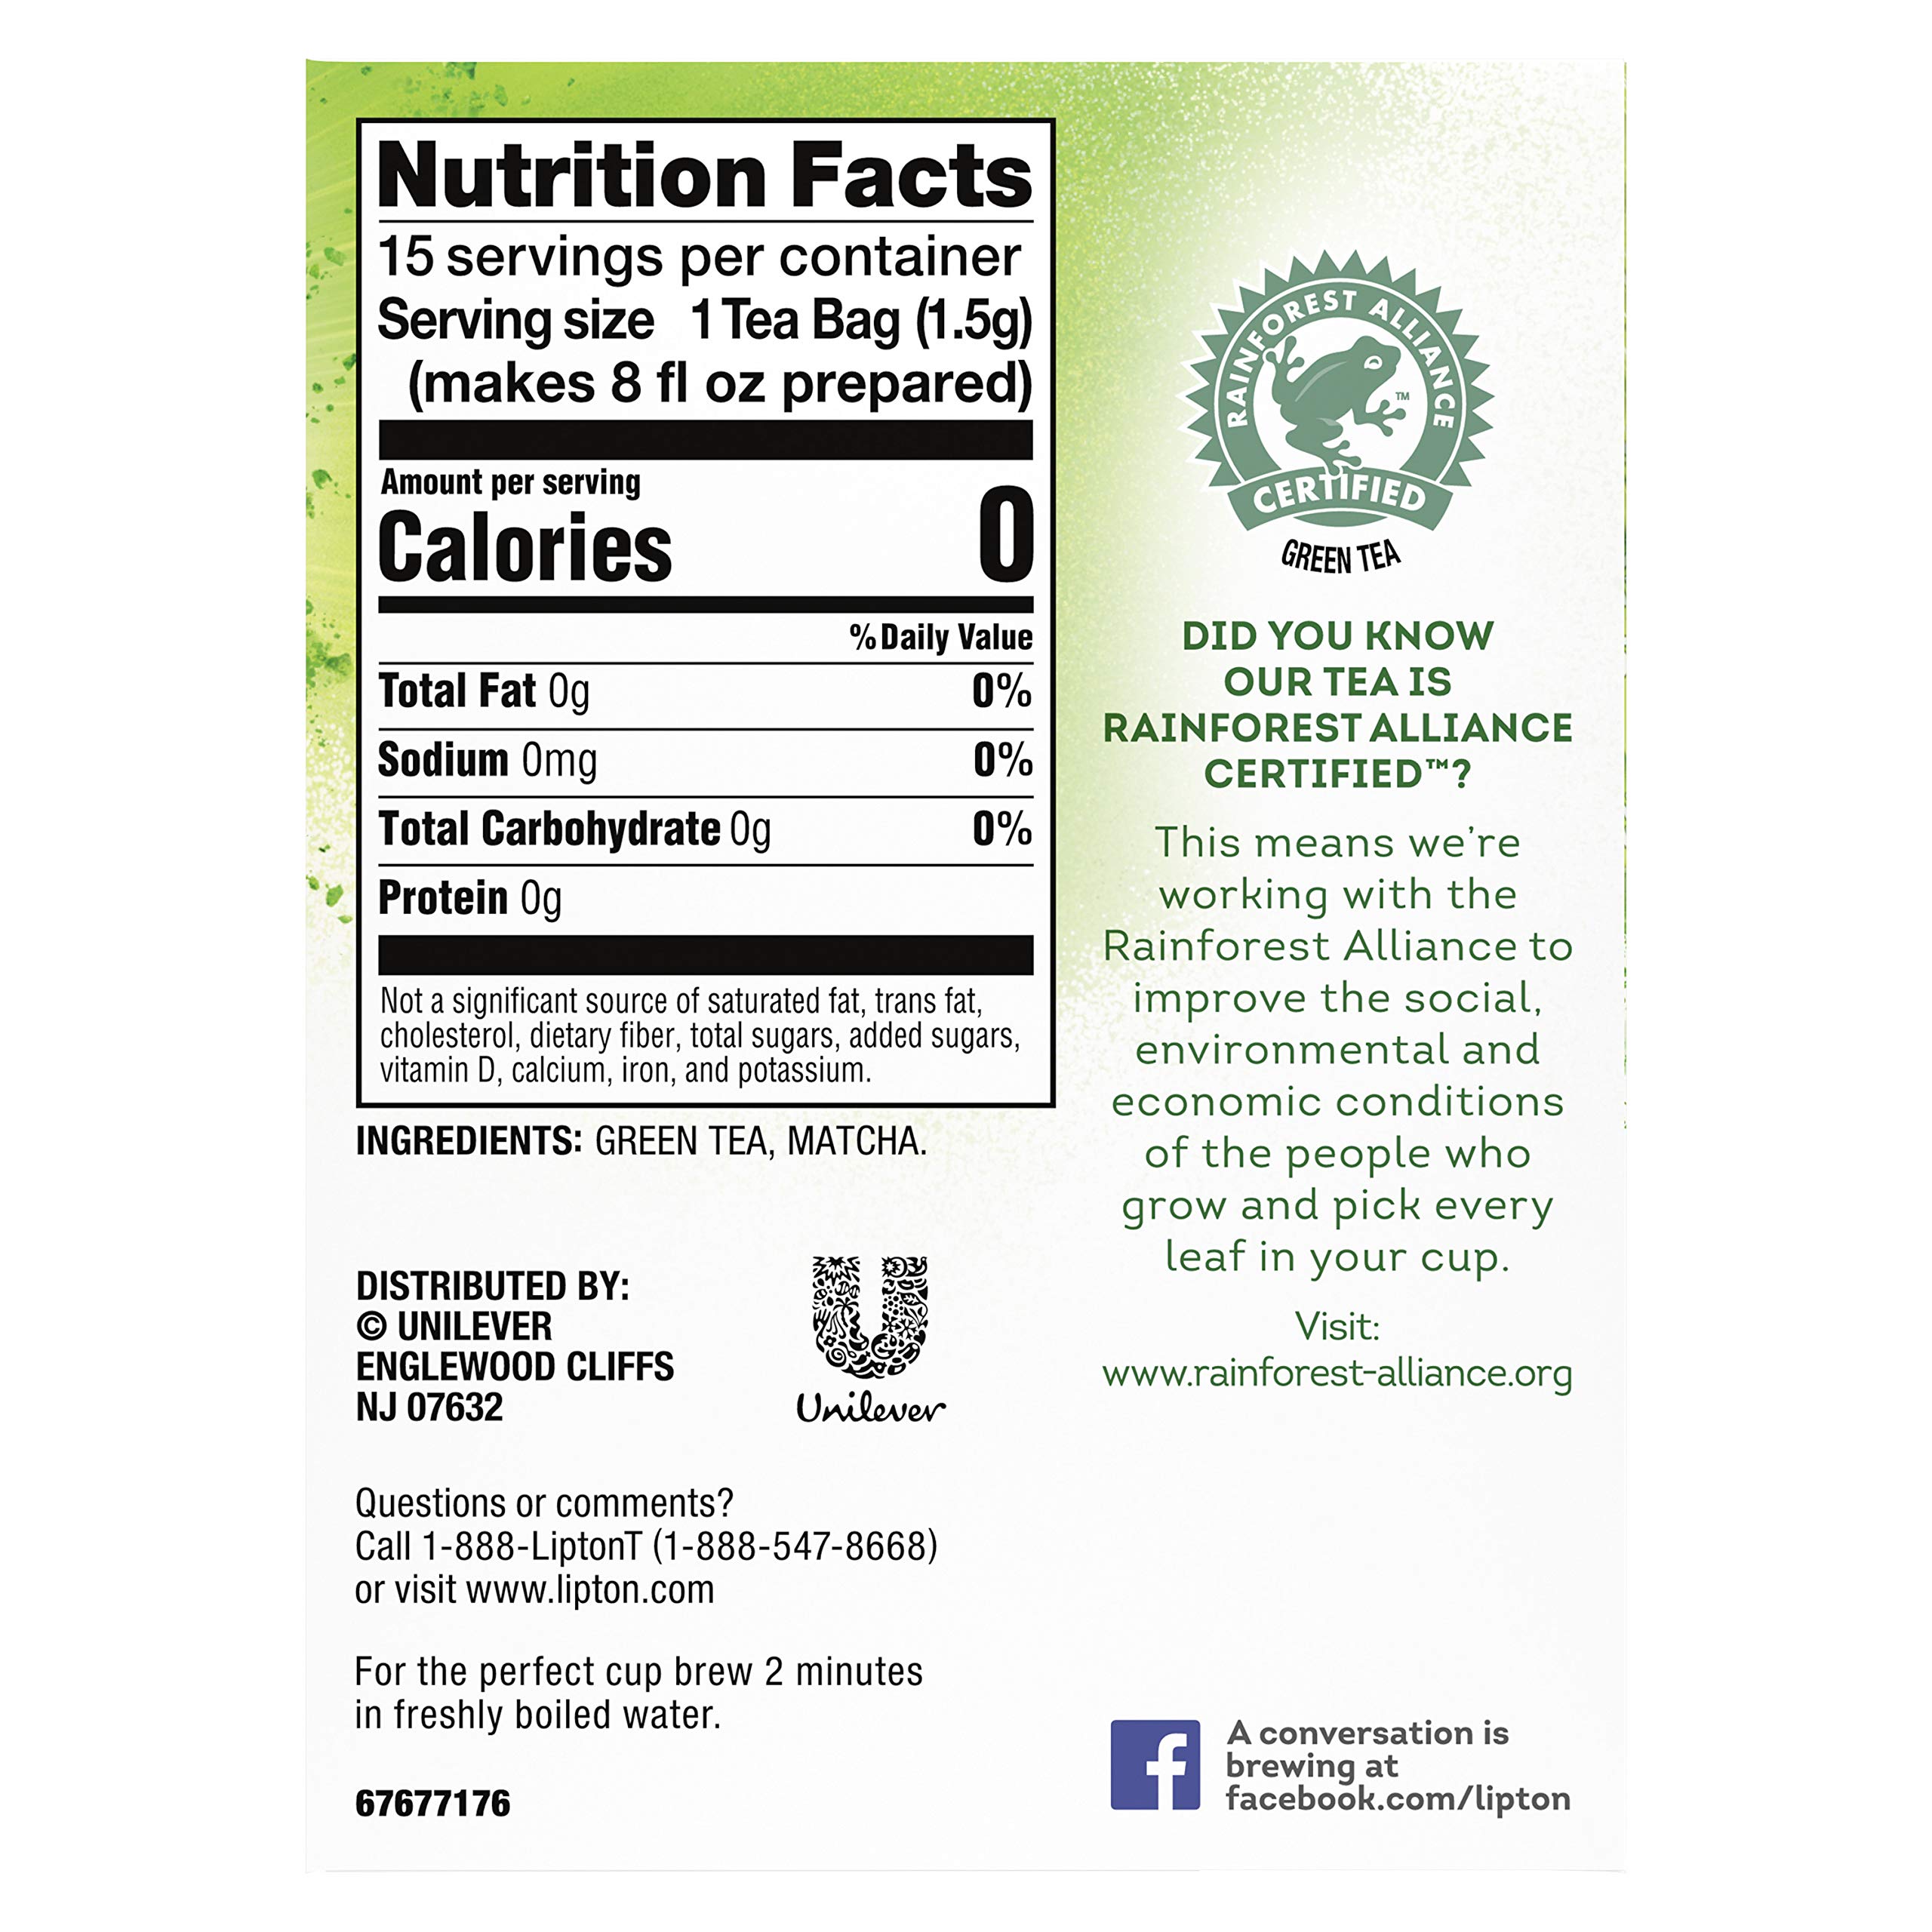 Nutrition Facts
15 servings per container
Serving size 1 Tea Bag (1.5g)
(makes 8 fl oz prepared)
Amount per serving
Calories 0
% Daily Value
Total Fat 0g 0%
Sodium 0mg 0%
Total Carbohydrate 0g 0%
Protein 0g
Not a significant source of saturated fat, trans fat,
cholesterol, dietary fiber, total sugars, added sugars,
vitamin D, calcium, iron, and potassium.
INGREDIENTS: GREEN TEA, MATCHA.
DISTRIBUTED BY:
© UNILEVER
ENGLEWOOD CLIFFS
NJ 07632
Unilever
Questions or comments?
Call 1-888-LiptonT (1-888-547-8668)
or visit www.lipton.com
For the perfect cup brew 2 minutes
in freshly boiled water.
67677176
RAINFOREST ALLIANCE
TM
CERTIFIED
GREEN TEA
DID YOU KNOW
OUR TEA IS
RAINFOREST ALLIANCE
CERTIFIED™?
This means we're
working with the
Rainforest Alliance to
improve the social,
environmental and
economic conditions
of the people who
grow and pick every
leaf in your cup.
Visit:
www.rainforest-alliance.org
f
A conversation is
brewing at
facebook.com/lipton